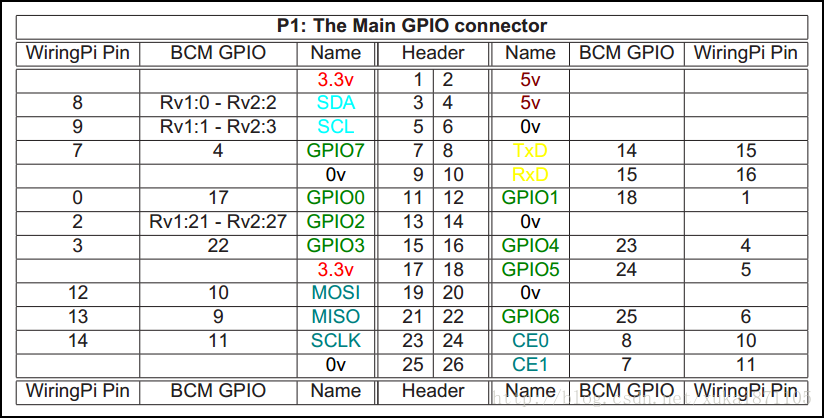 P1: The Main GPIO connector
WiringPi Pin BCM GPIO Name Header Name BCM GPIO WiringPi Pin
3.3v 1 2 5v
8 Rv1:0 - Rv2:2 SDA 3 4 5v
9 Rv1:1 - Rv2:3 SCL 5 6 0v
7 4 GPIO7 7 8 TxD 14 15
0v 9 10 RxD 15 16
0 17 GPIO0 11 12 GPIO1 18 1
2 Rv1:21 - Rv2:27 GPIO2 13 14 0v
3 22 GPIO3 15 16 GPIO4 23 4
3.3v 17 18 GPIO5 24 5
12 10 MOSI 19 20 0v
13 9 MISO 21 22 GPIO6 25 6
14 11 SCLK 23 24 CE0 8 10
0v 25 26 CE1 7 11
WiringPi Pin BCM GPIO Name Header Name BCM GPIO WiringPi Pin